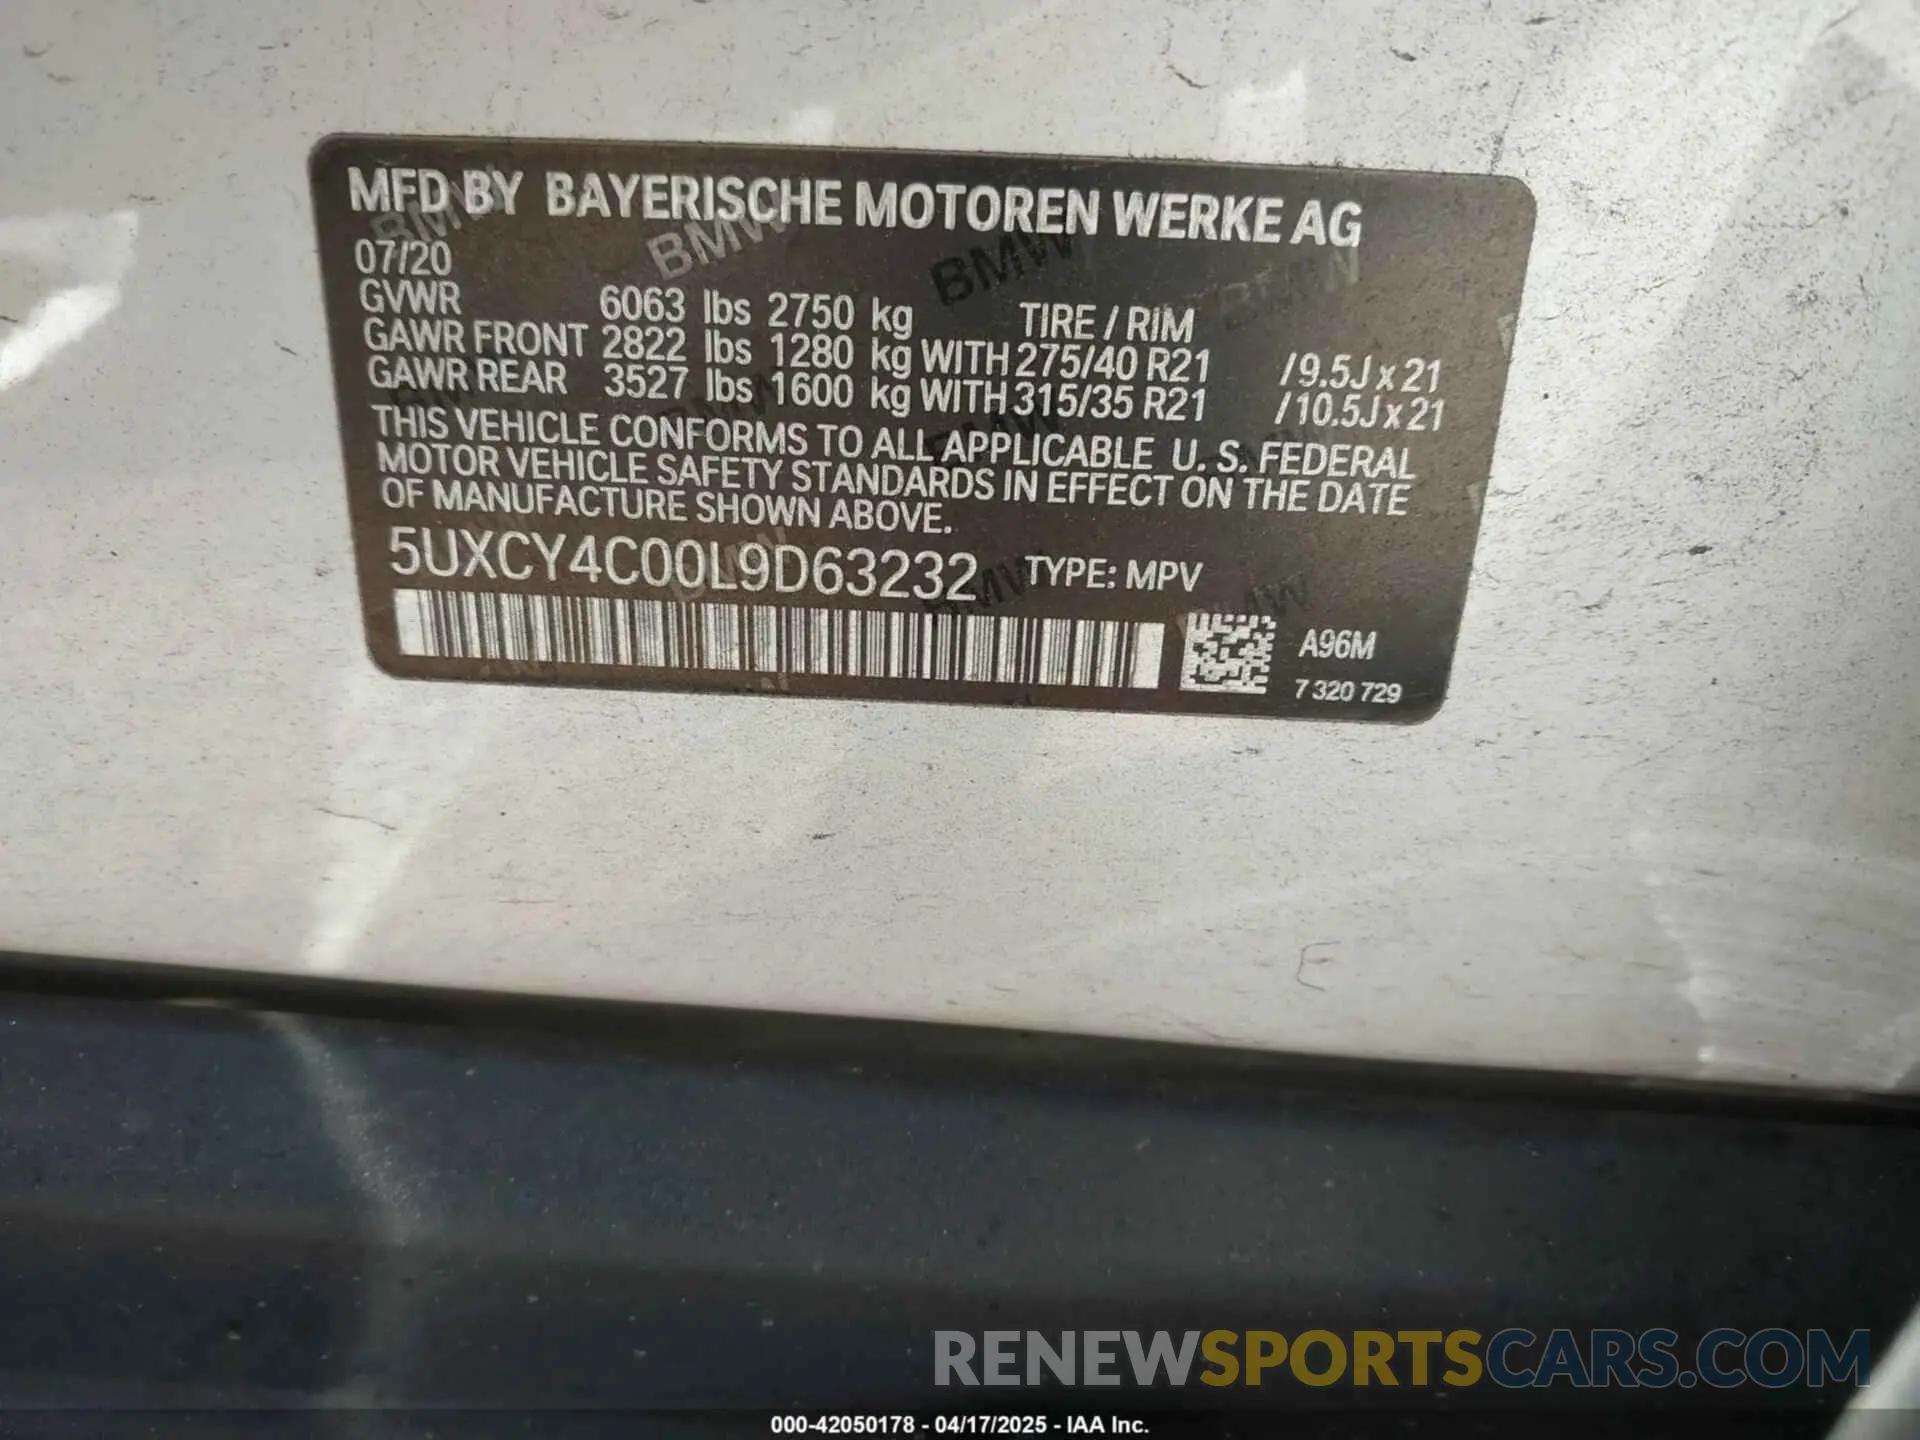 MFD BY BAYERISCHE MOTOREN WERKE AG
07/20
GVWR 6063 lbs 2750 kg TIRE / RIM
GAWR FRONT 2822 lbs 1280 kg WITH 275/40 R21 /9.5J x 21
GAWR REAR 3527 lbs 1600 kg WITH 315/35 R21 /10.5J x 21
THIS VEHICLE CONFORMS TO ALL APPLICABLE U. S. FEDERAL
MOTOR VEHICLE SAFETY STANDARDS IN EFFECT ON THE DATE
OF MANUFACTURE SHOWN ABOVE.
5UXCY4C00L9D63232 TYPE: MPV
A96M
7 320 729
RENEWSPORTSCARS.COM
000-42050178 - 04/17/2025 - IAA Inc.